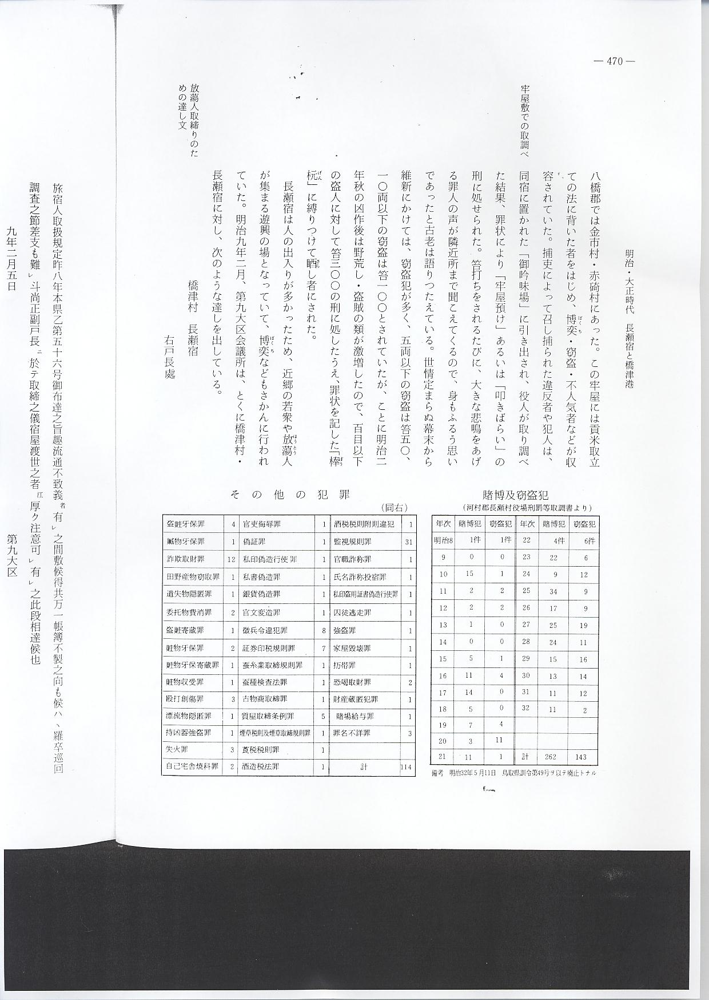 — 470 —
明治・大正時代　長瀬宿と橋津港
八橋郡では金市村・赤碕村にあった。この牢屋には貢米取立
ての法に背いた者をはじめ、博奕・窃盗・不人気者などが収
容されていた。捕吏によって召し捕られた違反者や犯人は、
牢屋敷での取調べ
同宿に置かれた「御吟味場」に引き出され、役人が取り調べ
た結果、罪状により「牢屋預け」あるいは「叩きばらい」の
刑に処せられた。笞打ちをされるたびに、大きな悲鳴をあげ
る罪人の声が隣近所まで聞こえてくるので、身もふるう思い
であったと古老は語りつたえている。世情定まらぬ幕末から
維新にかけては、窃盗犯が多く、五両以下の窃盗は笞五〇、
一〇両以下の窃盗は笞一〇〇とされていたが、ことに明治二
年秋の凶作後は野荒し・盗賊の類が激増したので、百目以下
の盗人に対して笞三〇〇の刑に処したうえ、罪状を記した「棒
杬」に縛りつけて晒し者にされた。
長瀬宿は人の出入りが多かったため、近郷の若衆や放蕩人
が集まる遊興の場となっていて、博奕などもさかんに行われ
ていた。明治九年二月、第九大区会議所は、とくに橋津村・
長瀬宿に対し、次のような達しを出している。
放蕩人取締りのた
めの達し文
橋津村　長瀬宿
右戸長處
賭博及窃盗犯
（河村郡長瀬村役場刑罰等取調書より）
年次 賭博犯 窃盗犯 年次 賭博犯 窃盗犯
明治8 1件 1件 22 4件 6件
9 0 0 23 22 6
10 15 1 24 9 12
11 2 2 25 34 9
12 2 2 26 17 9
13 1 0 27 25 19
14 0 0 28 24 11
15 5 1 29 15 16
16 11 4 30 13 14
17 14 0 31 11 12
18 5 0 32 11 2
19 7 4
20 3 11
21 11 1 計 262 143
備考　明治32年5月11日　鳥取県訓令第49号ヲ以テ廃止トナル
その他の犯罪
（同右）
盗贓牙保罪 4 官吏侮辱罪 1 酒税税則附則違犯 1
贓物牙保罪 1 偽証罪 1 監視規則罪 31
詐欺取財罪 12 私印偽造行使罪 1 官職詐称罪 1
田野産物窃取罪 1 私書偽造罪 1 氏名詐称投宿罪 1
遺失物隠匿罪 1 銀貨偽造罪 1 私印盗用証書偽造行使罪 1
委托物費消罪 2 官文変造罪 1 囚徒逃走罪 1
盗贓寄蔵罪 1 徴兵令違犯罪 8 強盗罪 1
贓物牙保罪 2 証券印税規則罪 7 家屋毀壊罪 1
贓物牙保寄蔵罪 1 蚕糸業取締規則罪 1 拐帯罪 1
贓物収受罪 1 蚕種検査法罪 1 恐喝取財罪 2
殴打創傷罪 3 古物商取締罪 1 財産蔵匿犯罪 1
漂流物隠匿罪 1 質屋取締条例罪 5 賭場給与罪 1
持凶器強盗罪 1 煙草税則及煙草取締規則罪 1 罪名不詳罪 3
失火罪 3 莨税税則罪 1
自己宅舎焼料罪 2 酒造税法罪 1 計 114
旅宿人取扱規定昨八年本県乙第五十六号御布達之旨趣流通不致義者有レ之間敷候得共万一帳簿不製之向も候ハヽ羅卒巡回
調査之節差支も難レ斗尚正副戸長ニ於テ取締之儀宿屋渡世之者江厚ク注意可レ有レ之此段相達候也
九年二月五日　第九大区